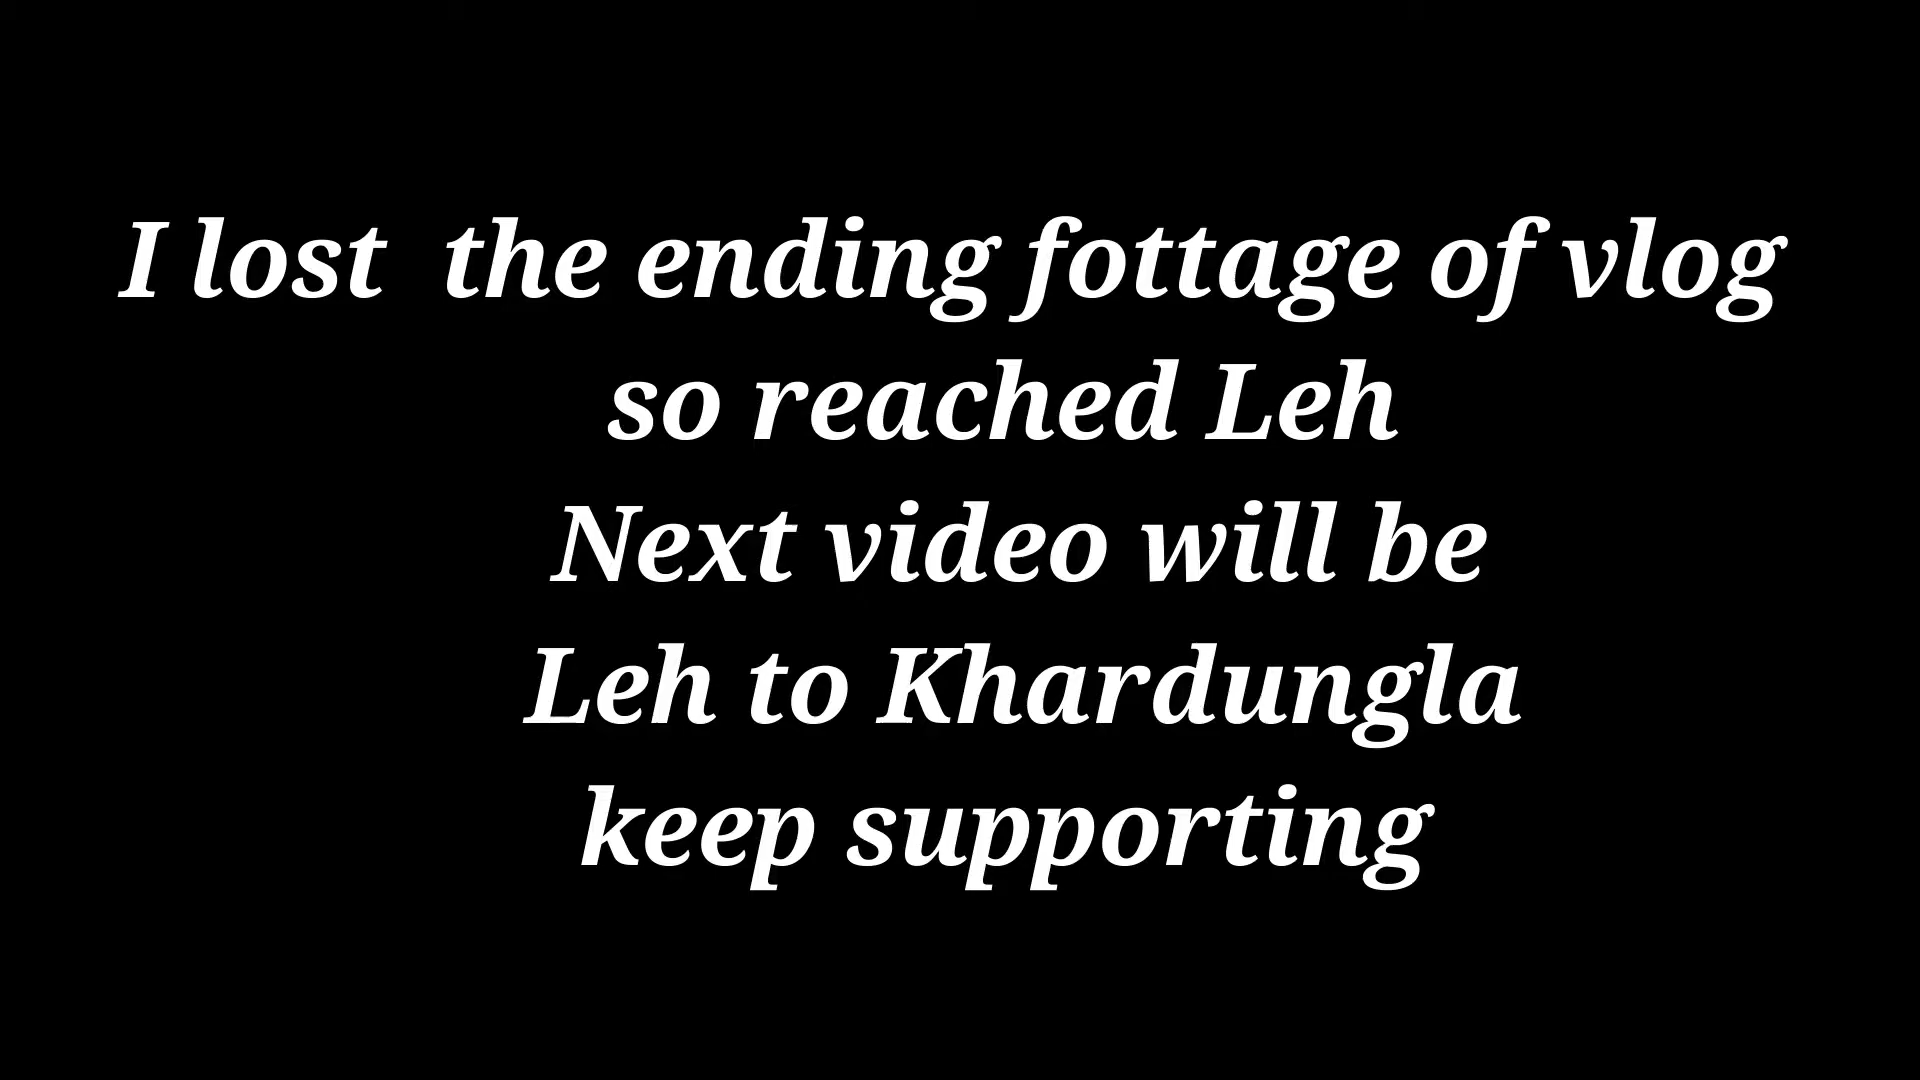 I lost  the ending fottage of vlog
so reached Leh
Next video will be
Leh to Khardungla
keep supporting